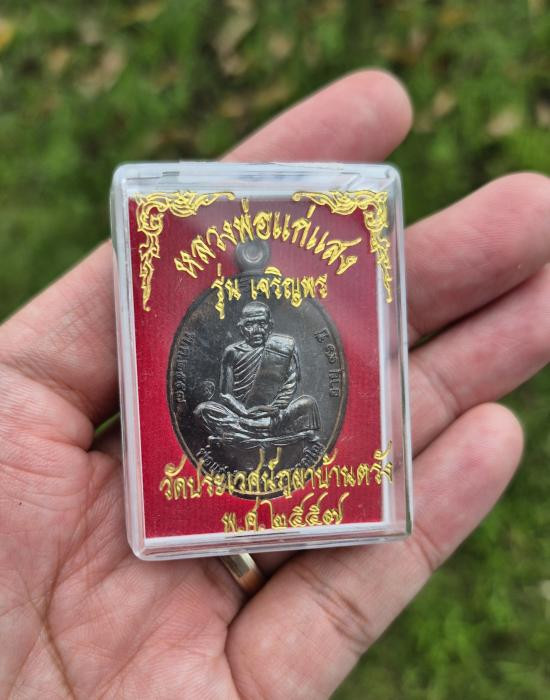 หลวงพ่อแก่แสง
รุ่น เจริญพร
วัดประเวศน์ภูผาบ้านตรัง
พ.ศ.๒๕๕๗